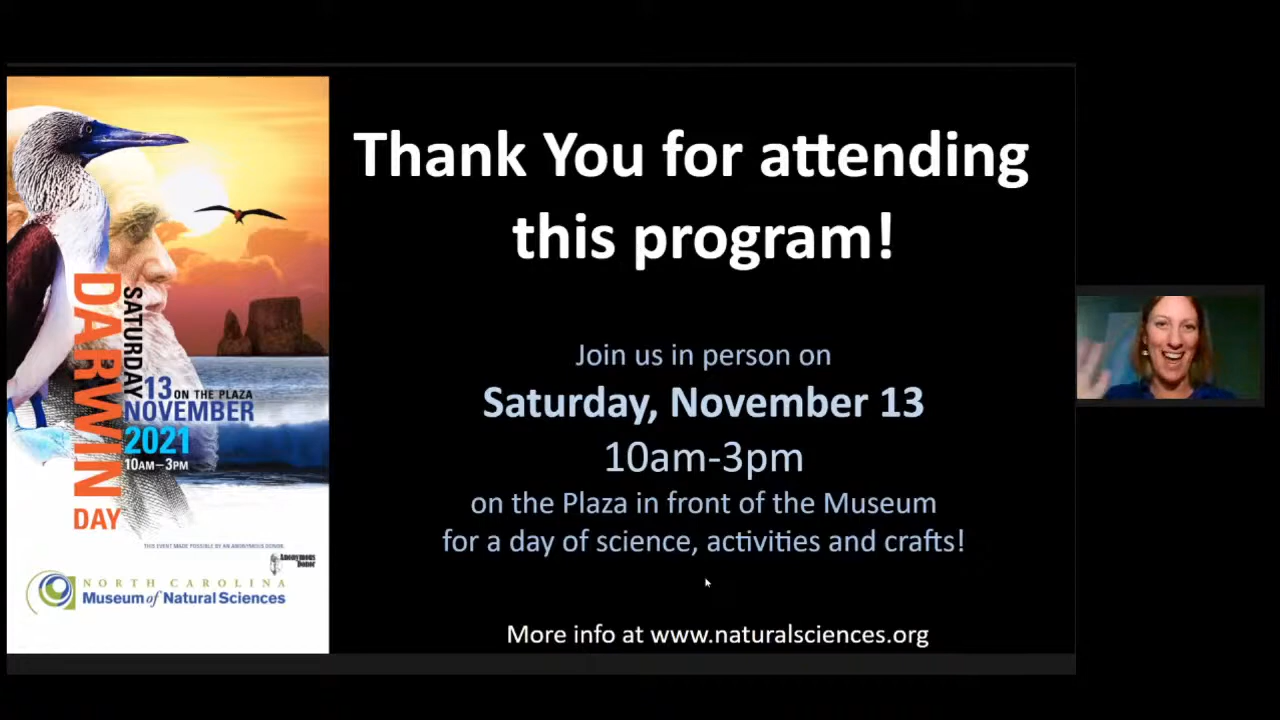 DARWIN
DAY
SATURDAY
13 ON THE PLAZA
NOVEMBER
2021
10AM–3PM
THIS EVENT MADE POSSIBLE BY AN ANONYMOUS DONOR.
Anonymous
Donor
NORTH CAROLINA
Museum of Natural Sciences
Thank You for attending
this program!
Join us in person on
Saturday, November 13
10am-3pm
on the Plaza in front of the Museum
for a day of science, activities and crafts!
More info at www.naturalsciences.org